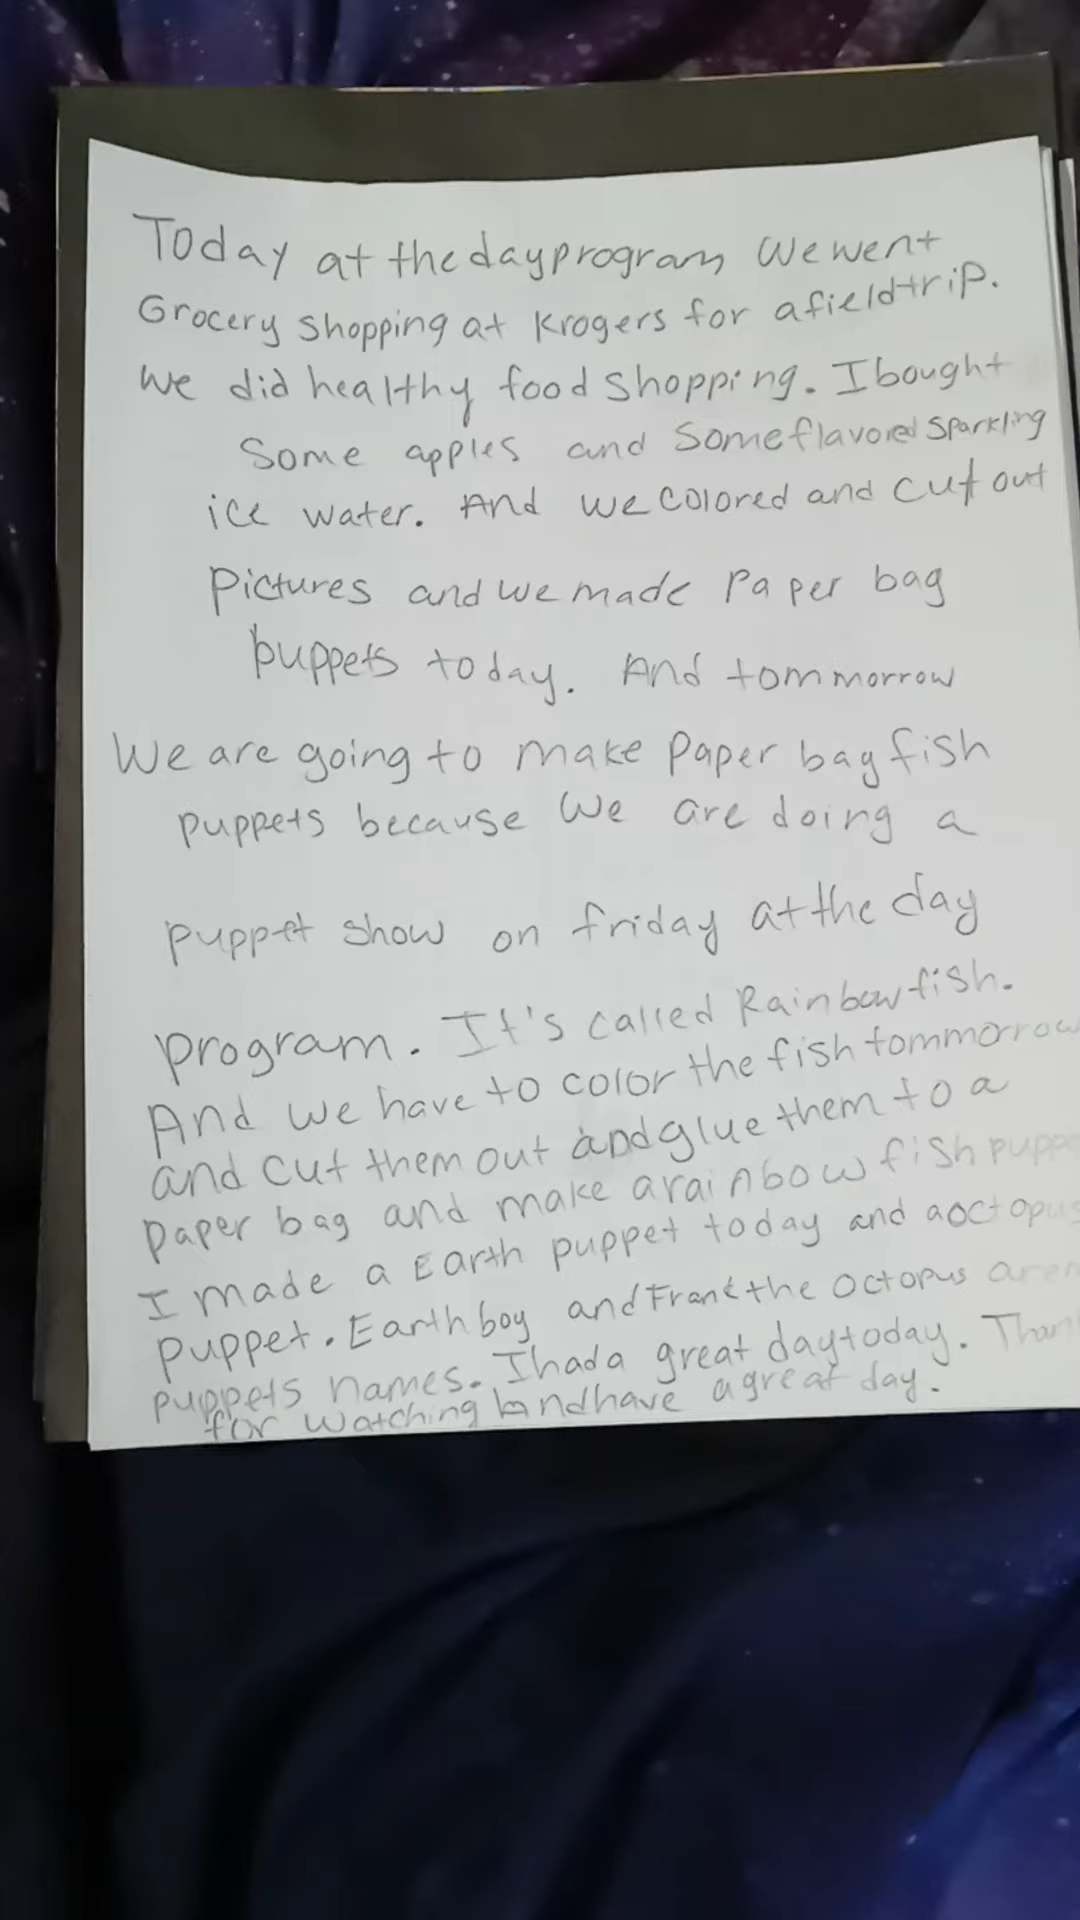 Today at the day program We went
Grocery shopping at Krogers for a field trip.
We did healthy food shopping. I bought
Some apples and Some flavored Sparkling
ice water. And we colored and cut out
Pictures and we made Paper bag
puppets today. And tommorrow
We are going to make Paper bag fish
puppets because We are doing a
puppet show on friday at the day
program. It's called Rainbow fish.
And we have to color the fish tommorrow
and cut them out and glue them to a
paper bag and make a rainbow fish
I made a Earth puppet today and a octopus
puppet. Earth boy and Frank the octopus
puppets names. I had a great day today.
for watching and have a great day.